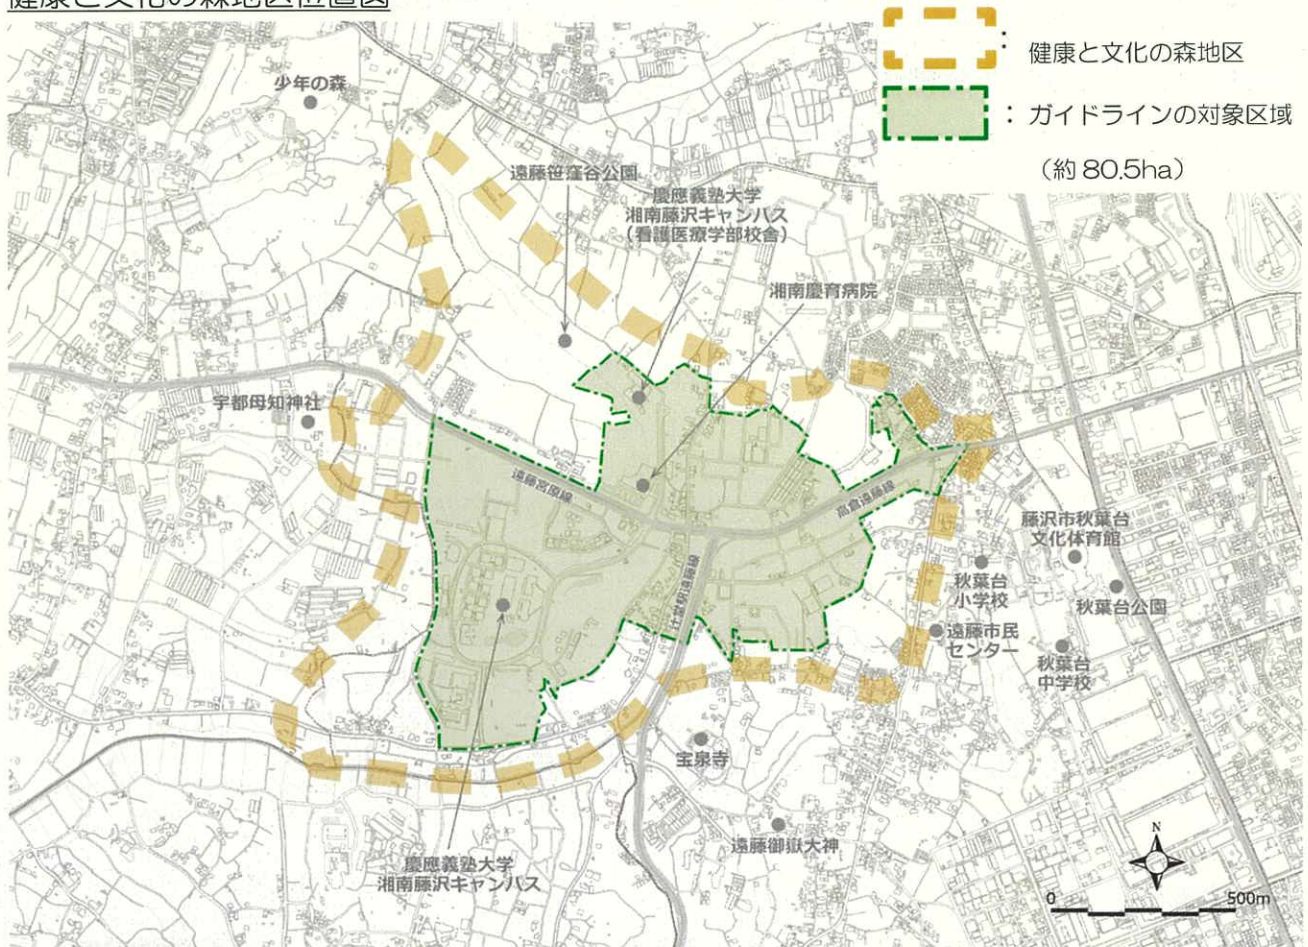 健康と文化の森地区位置図
： 健康と文化の森地区
： ガイドラインの対象区域
（約 80.5ha）
少年の森
遠藤笹窪谷公園
慶應義塾大学
湘南藤沢キャンパス
（看護医療学部校舎）
湘南慶育病院
宇都母知神社
遠藤宮原線
高倉遠藤線
辻堂駅遠藤線
藤沢市秋葉台
文化体育館
秋葉台
小学校
秋葉台公園
遠藤市民
センター
秋葉台
中学校
宝泉寺
遠藤御嶽大神
慶應義塾大学
湘南藤沢キャンパス
N
0 500m